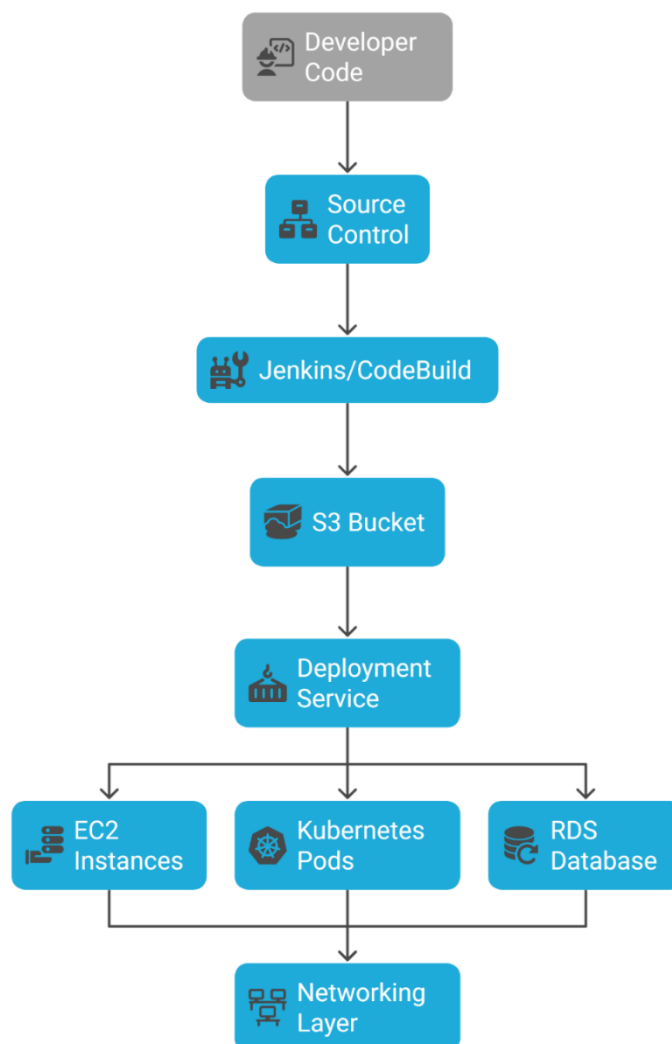 Developer
Code
Source
Control
Jenkins/CodeBuild
S3 Bucket
Deployment
Service
EC2
Instances
Kubernetes
Pods
RDS
Database
Networking
Layer